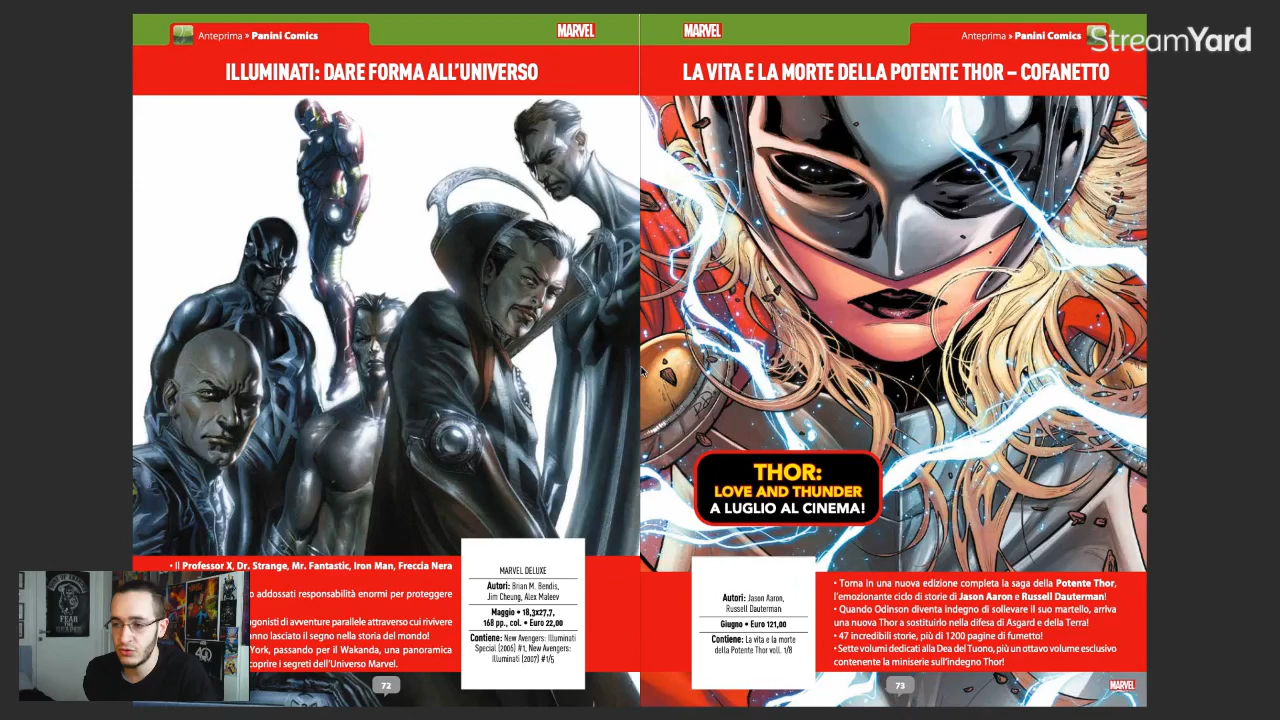 Anteprima » Panini Comics
MARVEL
ILLUMINATI: DARE FORMA ALL'UNIVERSO
• Il Professor X, Dr. Strange, Mr. Fantastic, Iron Man, Freccia Nera
addossati responsabilità enormi per proteggere
di avventure parallele attraverso cui rivivere
lasciato il segno nella storia del mondo!
York, passando per il Wakanda, una panoramica
i segreti dell'Universo Marvel.
MARVEL DELUXE
Autori: Brian M. Bendis,
Jim Cheung, Alex Maleev
Maggio • 18,3x27,7,
168 pp., col. • Euro 22,00
Contiene: New Avengers: Illuminati
Special (2006) #1, New Avengers:
Illuminati (2007) #1/5
72
MARVEL
Anteprima » Panini Comics
StreamYard
LA VITA E LA MORTE DELLA POTENTE THOR – COFANETTO
THOR:
LOVE AND THUNDER
A LUGLIO AL CINEMA!
Autori: Jason Aaron,
Russell Dauterman
Giugno • Euro 121,00
Contiene: La vita e la morte
della Potente Thor voll. 1/8
• Torna in una nuova edizione completa la saga della Potente Thor,
l'emozionante ciclo di storie di Jason Aaron e Russell Dauterman!
• Quando Odinson diventa indegno di sollevare il suo martello, arriva
una nuova Thor a sostituirlo nella difesa di Asgard e della Terra!
• 47 incredibili storie, più di 1200 pagine di fumetto!
• Sette volumi dedicati alla Dea del Tuono, più un ottavo volume esclusivo
contenente la miniserie sull'indegno Thor!
73
MARVEL